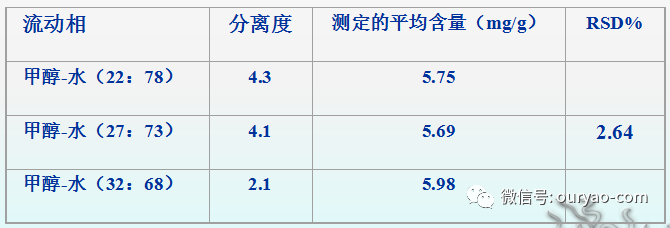 流动相 分离度 测定的平均含量（mg/g） RSD%
甲醇-水（22：78） 4.3 5.75
甲醇-水（27：73） 4.1 5.69 2.64
甲醇-水（32：68） 2.1 5.98
微信号: ouryao-com